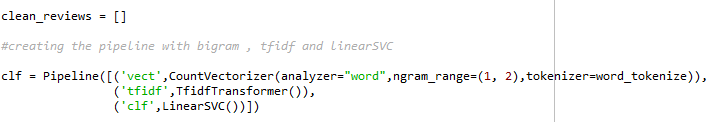 clean_reviews = []
#creating the pipeline with bigram , tfidf and linearSVC
clf = Pipeline([('vect',CountVectorizer(analyzer="word",ngram_range=(1, 2),tokenizer=word_tokenize)),
('tfidf',TfidfTransformer()),
('clf',LinearSVC())])